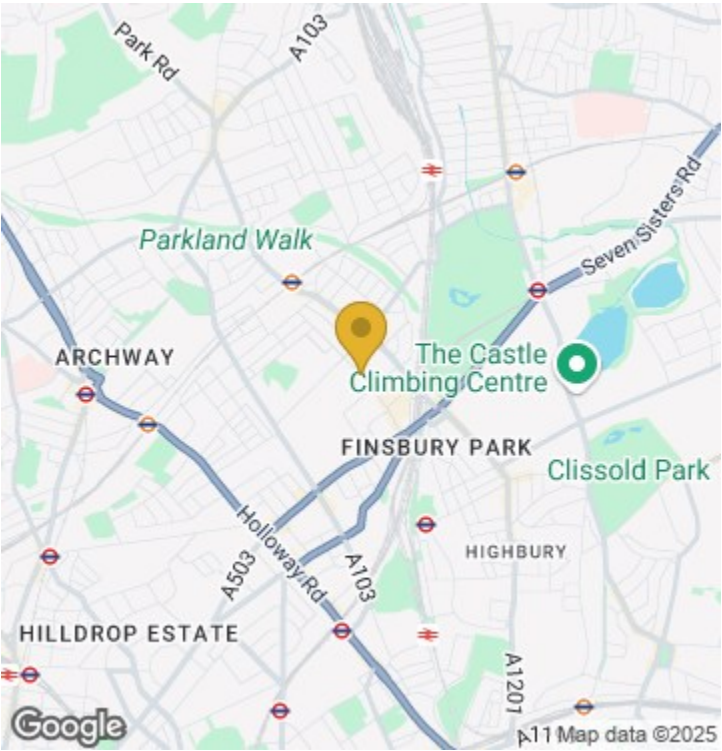 Park Rd
A103
Seven Sisters Rd
Parkland Walk
ARCHWAY
The Castle
Climbing Centre
FINSBURY PARK
Clissold Park
Holloway Rd
A503
A103
HIGHBURY
HILLDROP ESTATE
A1201
Google
Map data ©2025